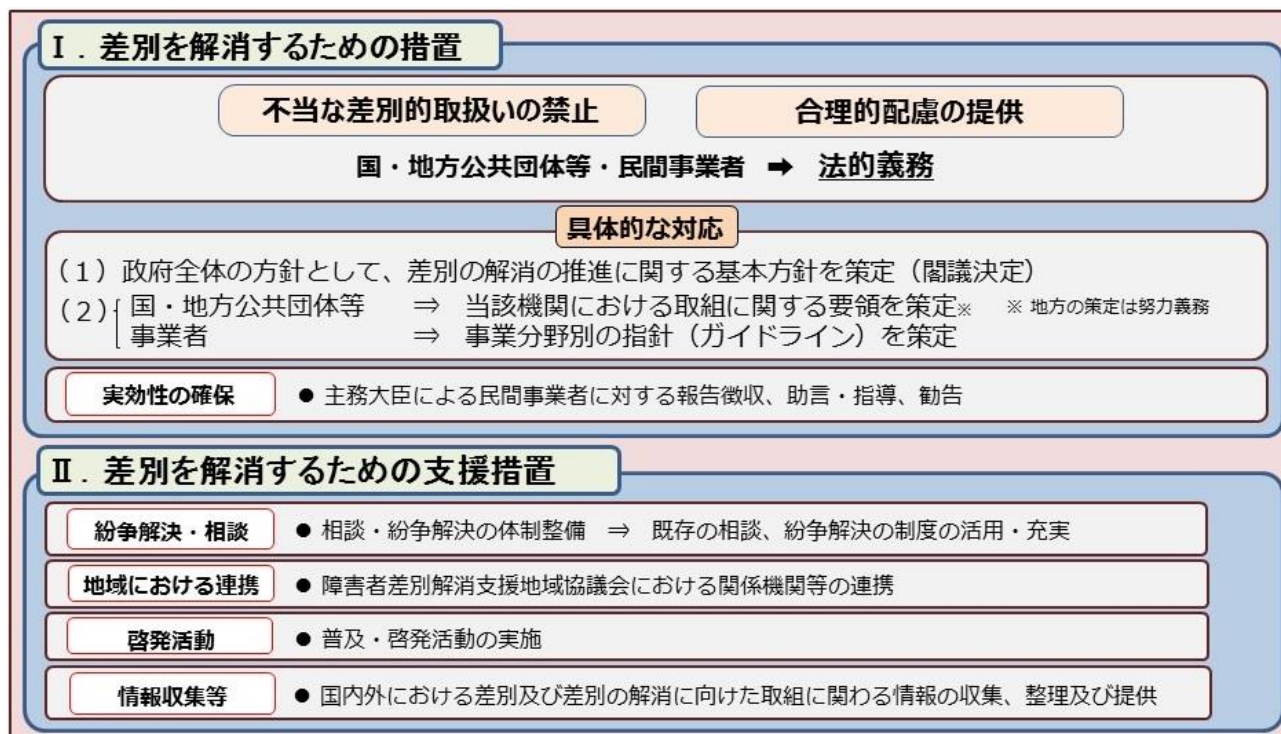 Ⅰ．差別を解消するための措置
不当な差別的取扱いの禁止
合理的配慮の提供
国・地方公共団体等・民間事業者 ➡ 法的義務
具体的な対応
（１）政府全体の方針として、差別の解消の推進に関する基本方針を策定（閣議決定）
（２） 国・地方公共団体等 ⇒ 当該機関における取組に関する要領を策定※ ※ 地方の策定は努力義務
事業者 ⇒ 事業分野別の指針（ガイドライン）を策定
実効性の確保 ● 主務大臣による民間事業者に対する報告徴収、助言・指導、勧告
Ⅱ．差別を解消するための支援措置
紛争解決・相談 ● 相談・紛争解決の体制整備 ⇒ 既存の相談、紛争解決の制度の活用・充実
地域における連携 ● 障害者差別解消支援地域協議会における関係機関等の連携
啓発活動 ● 普及・啓発活動の実施
情報収集等 ● 国内外における差別及び差別の解消に向けた取組に関わる情報の収集、整理及び提供